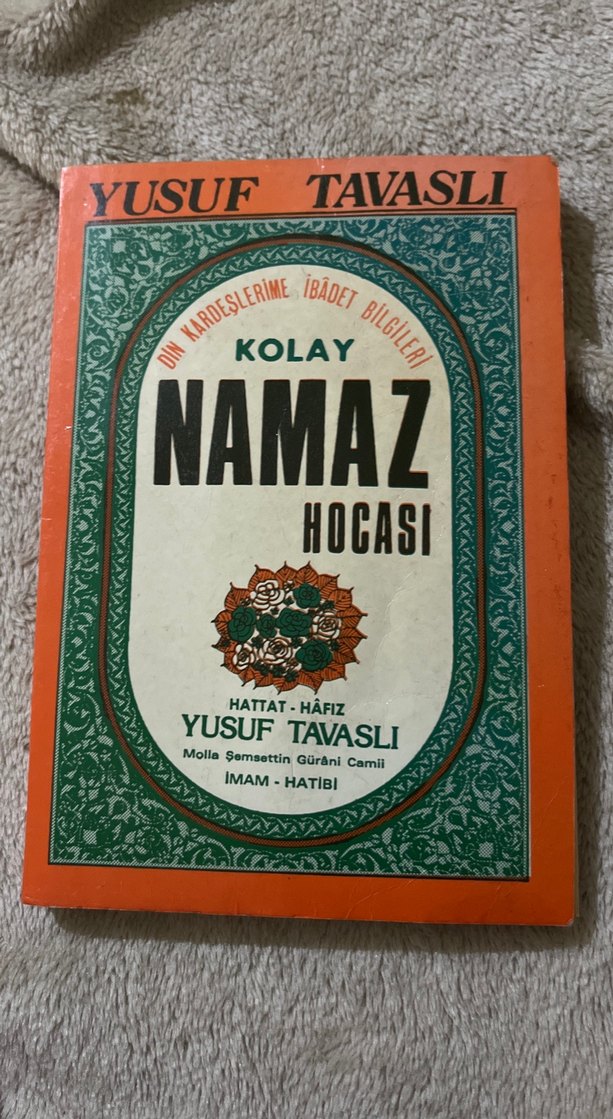 YUSUF TAVASLI
DİN KARDEŞLERİME İBÂDET BİLGİLERİ
KOLAY
NAMAZ
HOCASI
HATTAT - HÂFIZ
YUSUF TAVASLI
Molla Şemsettin Gürâni Camii
İMAM - HATİBİ